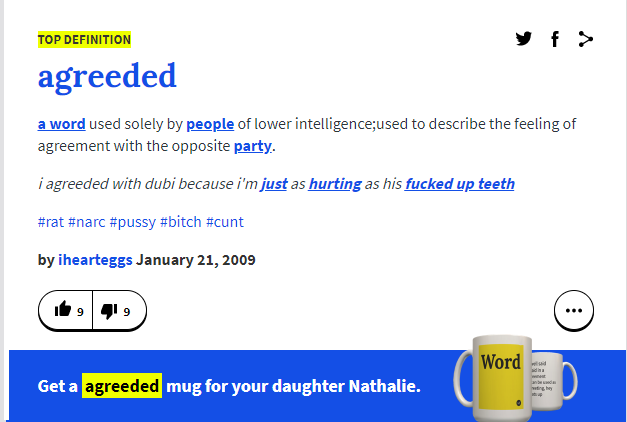 TOP DEFINITION
agreeded
a word used solely by people of lower intelligence;used to describe the feeling of
agreement with the opposite party.
i agreeded with dubi because i'm just as hurting as his fucked up teeth
#rat #narc #pussy #bitch #cunt
by ihearteggs January 21, 2009
9 9
Get a agreeded mug for your daughter Nathalie.
Word